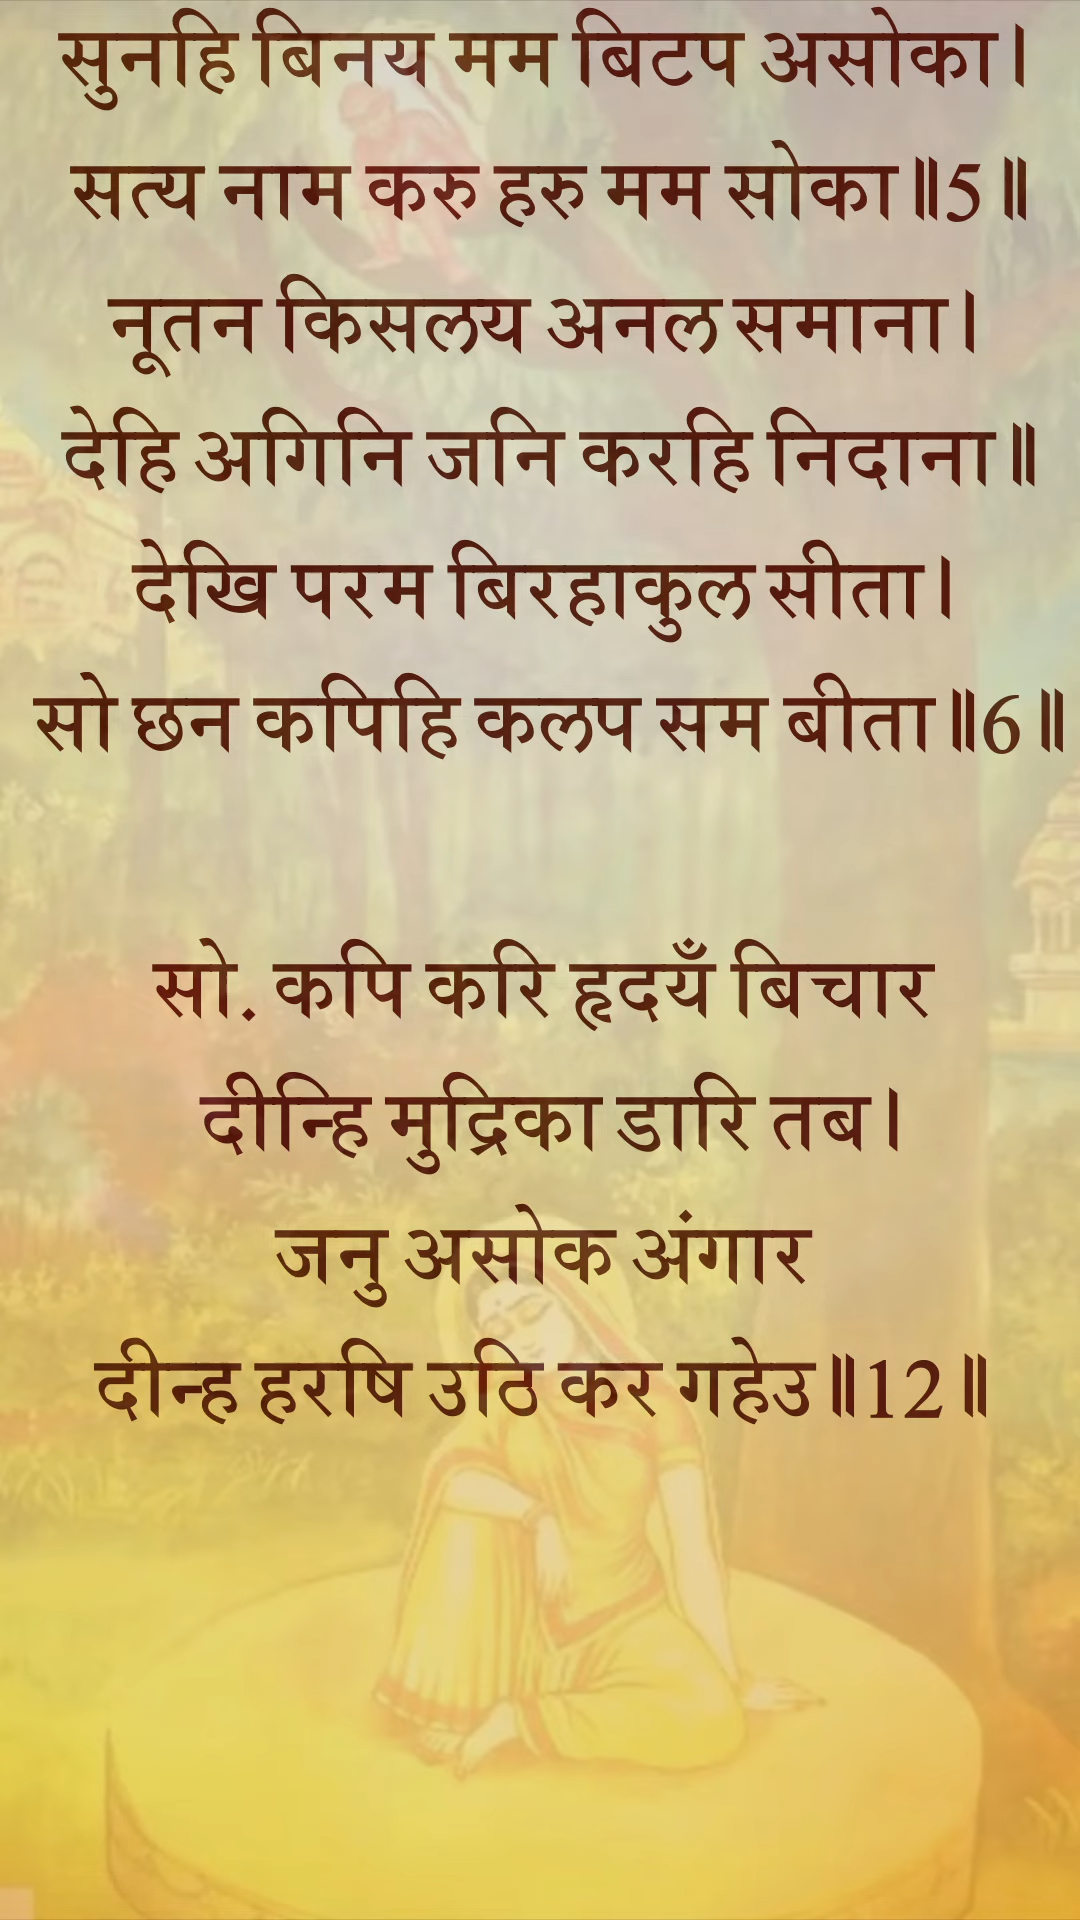 सुनहि बिनय मम बिटप असोका।
सत्य नाम करु हरु मम सोका॥5॥
नूतन किसलय अनल समाना।
देहि अगिनि जनि करहि निदाना॥
देखि परम बिरहाकुल सीता।
सो छन कपिहि कलप सम बीता॥6॥
सो. कपि करि हृदयँ बिचार
दीन्हि मुद्रिका डारि तब।
जनु असोक अंगार
दीन्ह हरषि उठि कर गहेउ॥12॥